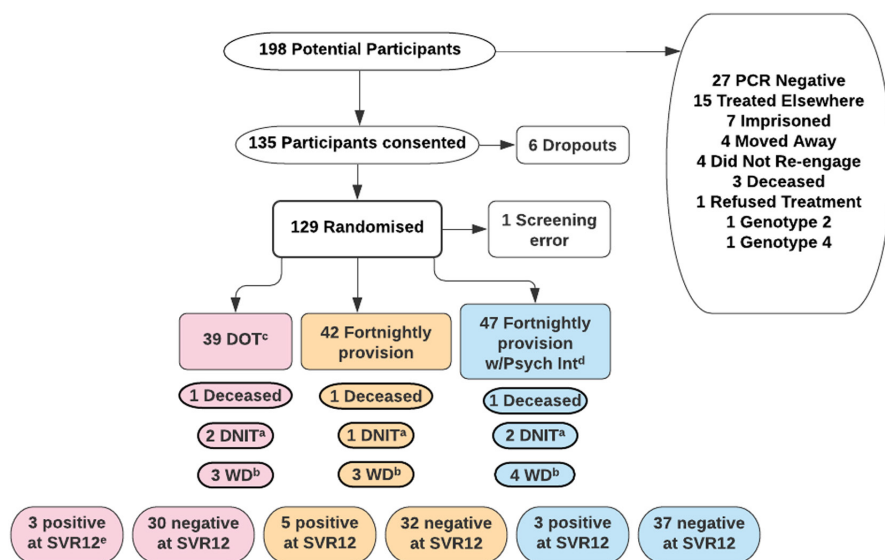 198 Potential Participants
27 PCR Negative
15 Treated Elsewhere
7 Imprisoned
4 Moved Away
4 Did Not Re-engage
3 Deceased
1 Refused Treatment
1 Genotype 2
1 Genotype 4
135 Participants consented
6 Dropouts
129 Randomised
1 Screening
error
39 DOTᶜ
42 Fortnightly
provision
47 Fortnightly
provision
w/Psych Intᵈ
1 Deceased
1 Deceased
1 Deceased
2 DNITᵃ
1 DNITᵃ
2 DNITᵃ
3 WDᵇ
3 WDᵇ
4 WDᵇ
3 positive
at SVR12ᵉ
30 negative
at SVR12
5 positive
at SVR12
32 negative
at SVR12
3 positive
at SVR12
37 negative
at SVR12